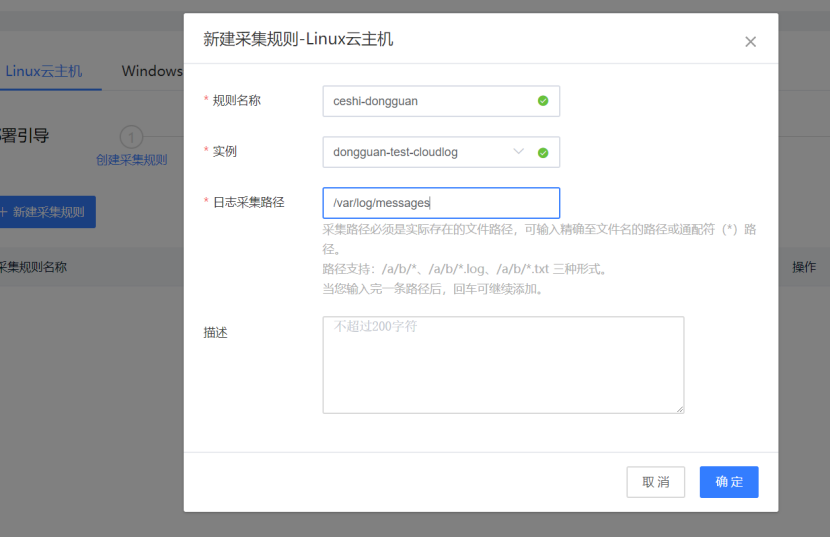 新建采集规则-Linux云主机
Linux云主机
Windows
* 规则名称
ceshi-dongguan
署引导
1
创建采集规则
* 实例
dongguan-test-cloudlog
+ 新建采集规则
* 日志采集路径
/var/log/messages
采集路径必须是实际存在的文件路径，可输入精确至文件名的路径或通配符（*）路
径。
路径支持：/a/b/*、/a/b/*.log、/a/b/*.txt 三种形式。
当您输入完一条路径后，回车可继续添加。
采集规则名称
操作
描述
不超过200字符
取消
确定